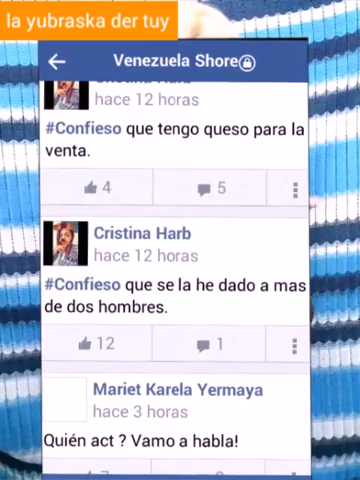 la yubraska der tuy
Venezuela Shore
hace 12 horas
#Confieso que tengo queso para la
venta.
4
5
Cristina Harb
hace 12 horas
#Confieso que se la he dado a mas
de dos hombres.
12
1
Mariet Karela Yermaya
hace 3 horas
Quién act ? Vamo a habla!